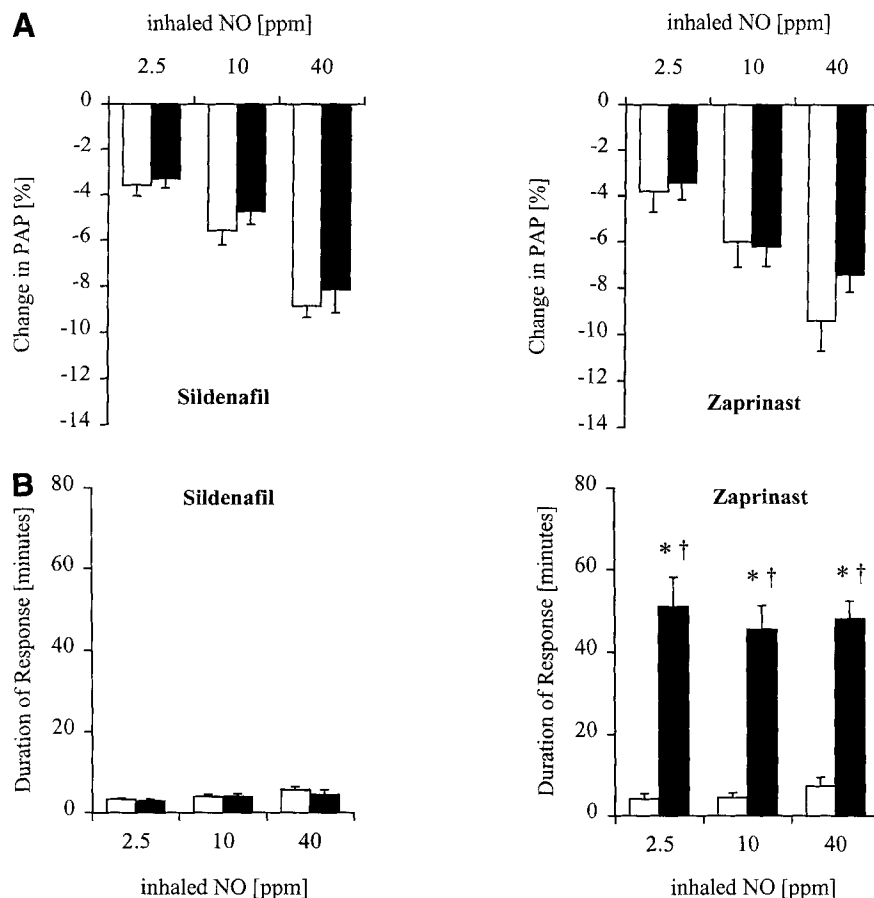 A
inhaled NO [ppm]
2.5 10 40
0
-2
-4
-6
-8
-10
-12
-14
Change in PAP [%]
Sildenafil
inhaled NO [ppm]
2.5 10 40
0
-2
-4
-6
-8
-10
-12
-14
Change in PAP [%]
Zaprinast
B
Sildenafil
80
60
40
20
0
Duration of Response [minutes]
2.5 10 40
inhaled NO [ppm]
Zaprinast
80
60
40
20
0
Duration of Response [minutes]
* † * † * †
2.5 10 40
inhaled NO [ppm]